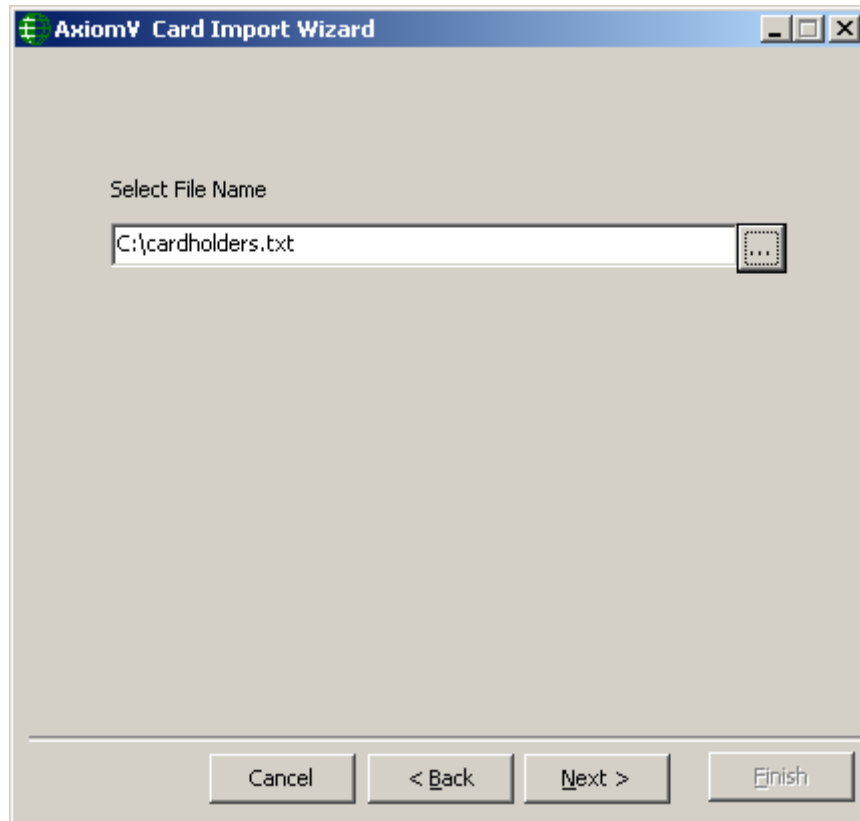 AxiomV Card Import Wizard
Select File Name
C:\cardholders.txt
...
Cancel
< Back
Next >
Finish